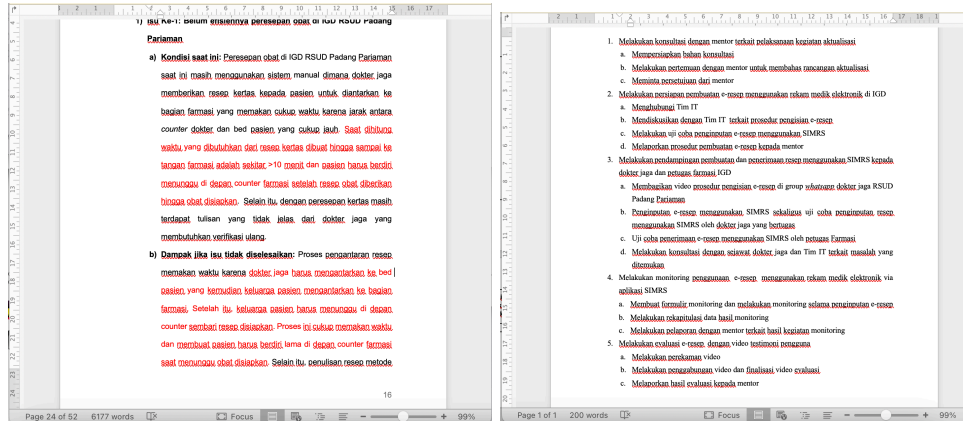 1) Isu Ke-1: Belum efisiennya peresepan obat di IGD RSUD Padang
Pariaman
a) Kondisi saat ini: Peresepan obat di IGD RSUD Padang Pariaman
saat ini masih menggunakan sistem manual dimana dokter jaga
memberikan resep kertas kepada pasien untuk diantarkan ke
bagian farmasi yang memakan cukup waktu karena jarak antara
counter dokter dan bed pasien yang cukup jauh. Saat dihitung
waktu yang dibutuhkan dari resep kertas dibuat hingga sampai ke
tangan farmasi adalah sekitar >10 menit dan pasien harus berdiri
menunggu di depan counter farmasi setelah resep obat diberikan
hingga obat disiapkan. Selain itu, dengan peresepan kertas masih
terdapat tulisan yang tidak jelas dari dokter jaga yang
membutuhkan verifikasi ulang.
b) Dampak jika isu tidak diselesaikan: Proses pengantaran resep
memakan waktu karena dokter jaga harus mengantarkan ke bed
pasien yang kemudian keluarga pasien mengantarkan ke bagian
farmasi. Setelah itu, keluarga pasien harus menunggu di depan
counter sembari resep disiapkan. Proses ini cukup memakan waktu
dan membuat pasien harus berdiri lama di depan counter farmasi
saat menunggu obat disiapkan. Selain itu, penulisan resep metode
16
Page 24 of 52 6177 words Focus 99%
1. Melakukan konsultasi dengan mentor terkait pelaksanaan kegiatan aktualisasi
a. Mempersiapkan bahan konsultasi
b. Melakukan pertemuan dengan mentor untuk membahas rancangan aktualisasi
c. Meminta persetujuan dari mentor
2. Melakukan persiapan pembuatan e-resep menggunakan rekam medik elektronik di IGD
a. Menghubungi Tim IT
b. Mendiskusikan dengan Tim IT terkait prosedur pengisian e-resep
c. Melakukan uji coba penginputan e-resep menggunakan SIMRS
d. Melaporkan prosedur pembuatan e-resep kepada mentor
3. Melakukan pendampingan pembuatan dan penerimaan resep menggunakan SIMRS kepada
dokter jaga dan petugas farmasi IGD
a. Membagikan video prosedur pengisian e-resep di group whatsapp dokter jaga RSUD
Padang Pariaman
b. Penginputan e-resep menggunakan SIMRS sekaligus uji coba penginputan resep
menggunakan SIMRS oleh dokter jaga yang bertugas
c. Uji coba penerimaan e-resep menggunakan SIMRS oleh petugas Farmasi
d. Melakukan konsultasi dengan sejawat dokter jaga dan Tim IT terkait masalah yang
ditemukan
4. Melakukan monitoring penggunaan e-resep menggunakan rekam medik elektronik via
aplikasi SIMRS
a. Membuat formulir monitoring dan melakukan monitoring selama penginputan e-resep
b. Melakukan rekapitulasi data hasil monitoring
c. Melakukan pelaporan dengan mentor terkait hasil kegiatan monitoring
5. Melakukan evaluasi e-resep dengan video testimoni pengguna
a. Melakukan perekaman video
b. Melakukan penggabungan video dan finalisasi video evaluasi
c. Melaporkan hasil evaluasi kepada mentor
Page 1 of 1 200 words Focus 99%